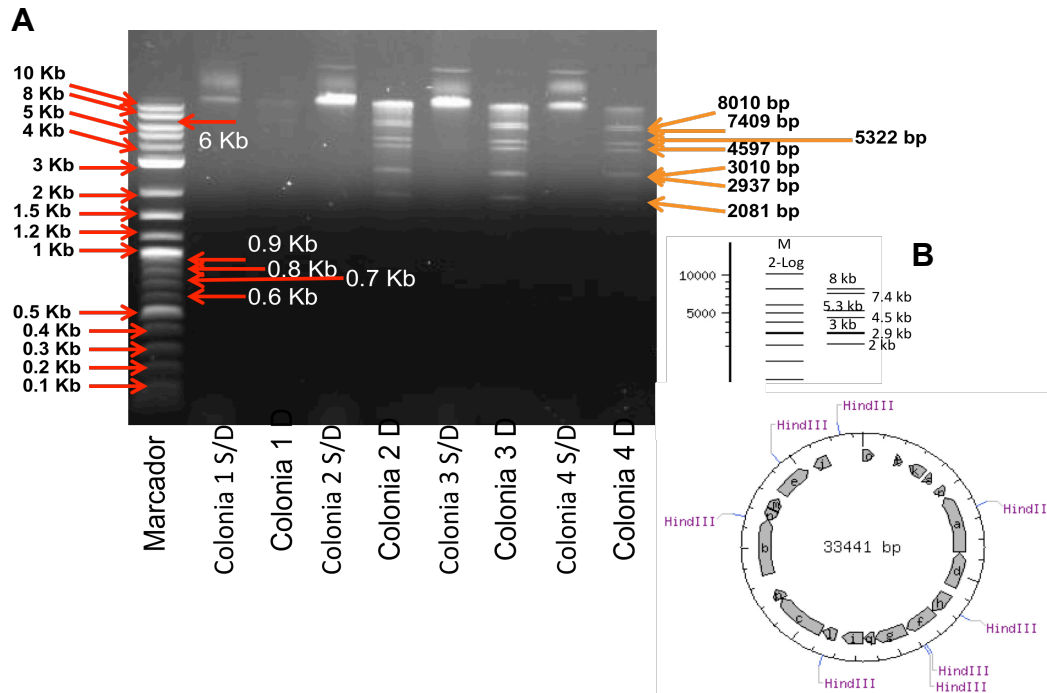 A
10 Kb
8 Kb
5 Kb
4 Kb
6 Kb
3 Kb
2 Kb
1.5 Kb
1.2 Kb
1 Kb
0.9 Kb
0.8 Kb
0.7 Kb
0.6 Kb
0.5 Kb
0.4 Kb
0.3 Kb
0.2 Kb
0.1 Kb
8010 bp
7409 bp
5322 bp
4597 bp
3010 bp
2937 bp
2081 bp
Marcador
Colonia 1 S/D
Colonia 1 D
Colonia 2 S/D
Colonia 2 D
Colonia 3 S/D
Colonia 3 D
Colonia 4 S/D
Colonia 4 D
B
M
2-Log
10000
5000
8 kb
7.4 kb
5.3 kb
4.5 kb
3 kb
2.9 kb
2 kb
HindIII
HindIII
HindIII
HindII
HindIII
HindIII
HindIII
HindIII
33441 bp
j
e
b
c
i
q
g
f
h
d
a
k